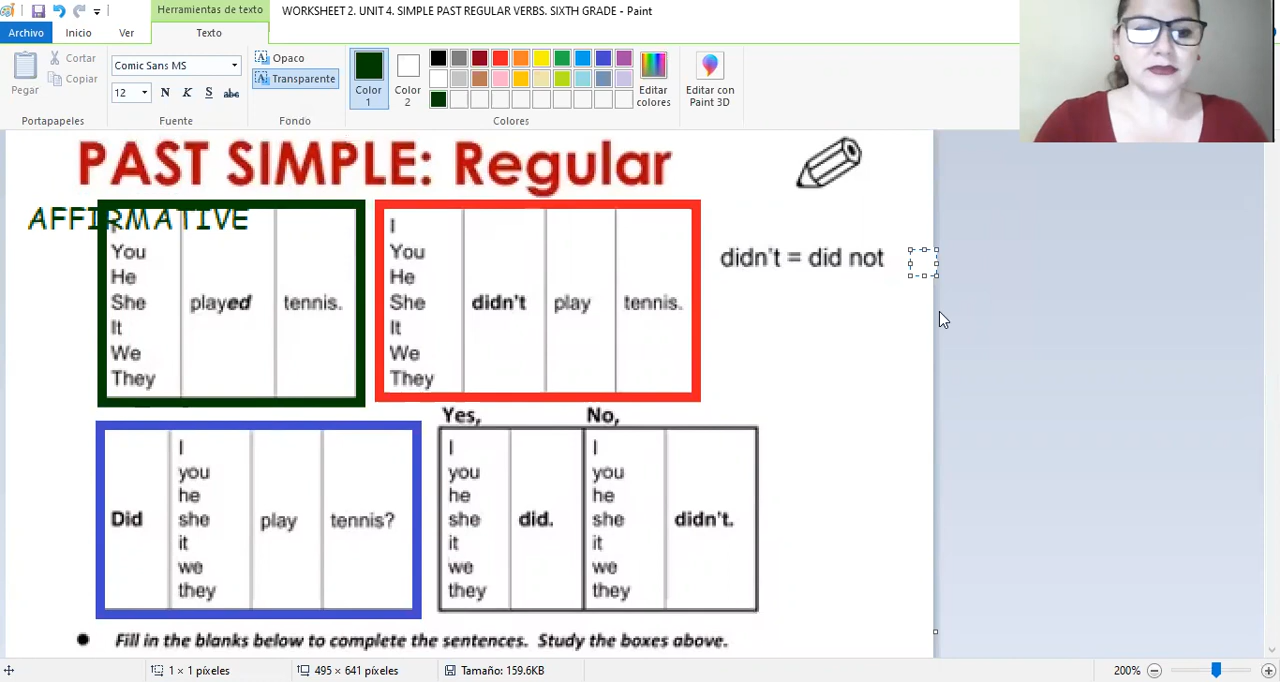 Herramientas de texto
WORKSHEET 2. UNIT 4. SIMPLE PAST REGULAR VERBS. SIXTH GRADE - Paint
Archivo Inicio Ver Texto
Pegar
Cortar
Copiar
Portapapeles
Comic Sans MS
12 N K S abc
Fuente
Opaco
Transparente
Fondo
Color 1
Color 2
Colores
Editar colores
Editar con Paint 3D
PAST SIMPLE: Regular
AFFIRMATIVE
I
You
He
She played tennis.
It
We
They
I
You
He
She didn't play tennis.
It
We
They
didn't = did not
Did I
you
he
she play tennis?
it
we
they
Yes, No,
I
you
he
she did.
it
we
they
I
you
he
she didn't.
it
we
they
Fill in the blanks below to complete the sentences. Study the boxes above.
1 × 1 píxeles
495 × 641 píxeles
Tamaño: 159.6KB
200%